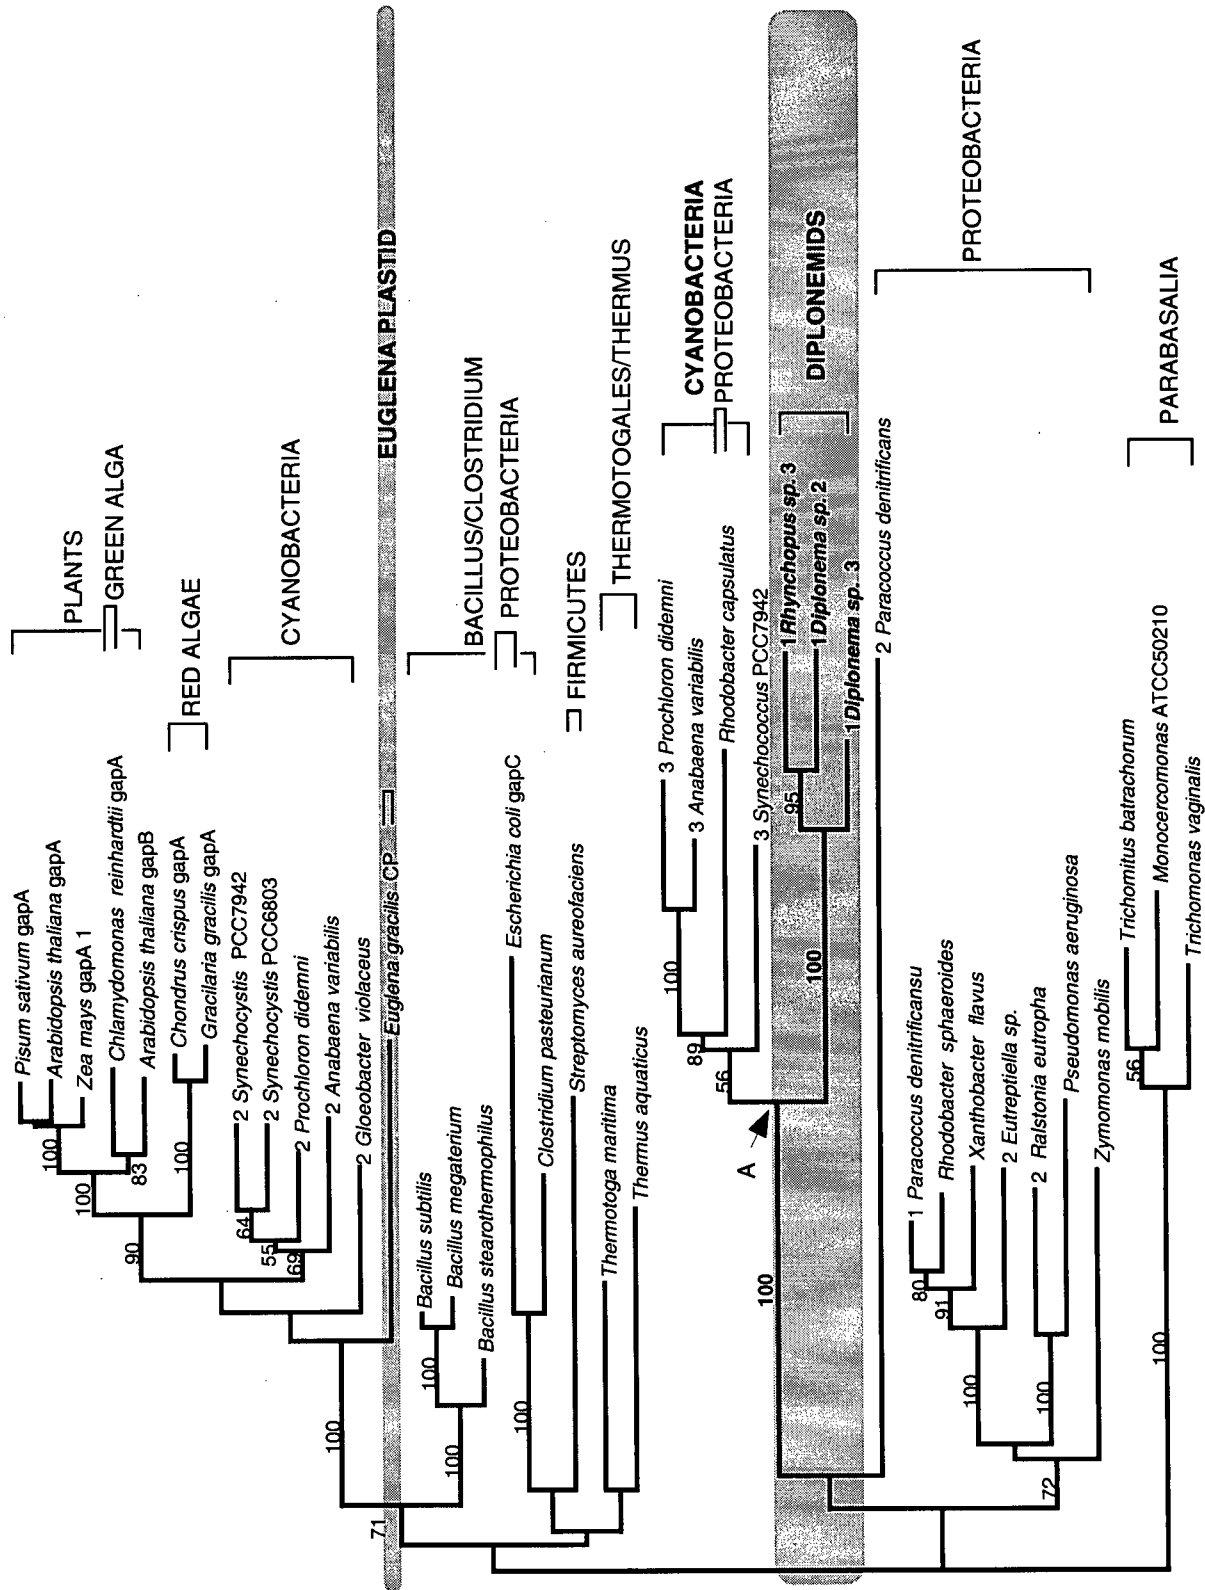 Pisum sativum gapA
Arabidopsis thaliana gapA
Zea mays gapA 1
Chlamydomonas reinhardtii gapA
Arabidopsis thaliana gapB
Chondrus crispus gapA
Gracilaria gracilis gapA
2 Synechocystis PCC7942
2 Synechocystis PCC6803
2 Prochloron didemni
2 Anabaena variabilis
2 Gloeobacter violaceus
Euglena gracilis CP
Bacillus subtilis
Bacillus megaterium
Bacillus stearothermophilus
Escherichia coli gapC
Clostridium pasteurianum
Streptomyces aureofaciens
Thermotoga maritima
Thermus aquaticus
3 Prochloron didemni
3 Anabaena variabilis
Rhodobacter capsulatus
3 Synechococcus PCC7942
1 Rhynchopus sp. 3
1 Diplonema sp. 2
1 Diplonema sp. 3
2 Paracoccus denitrificans
1 Paracoccus denitrificansu
Rhodobacter sphaeroides
Xanthobacter flavus
2 Eutreptiella sp.
2 Ralstonia eutropha
Pseudomonas aeruginosa
Zymomonas mobilis
Trichomitus batrachorum
Monocercomonas ATCC50210
Trichomonas vaginalis
PLANTS
GREEN ALGA
RED ALGAE
CYANOBACTERIA
EUGLENA PLASTID
BACILLUS/CLOSTRIDIUM
PROTEOBACTERIA
FIRMICUTES
THERMOTOGALES/THERMUS
CYANOBACTERIA
PROTEOBACTERIA
DIPLONEMIDS
PROTEOBACTERIA
PARABASALIA
100
100
83
100
90
64
55
69
100
71
100
100
100
100
89
56
A
95
100
100
80
91
100
100
72
56
100